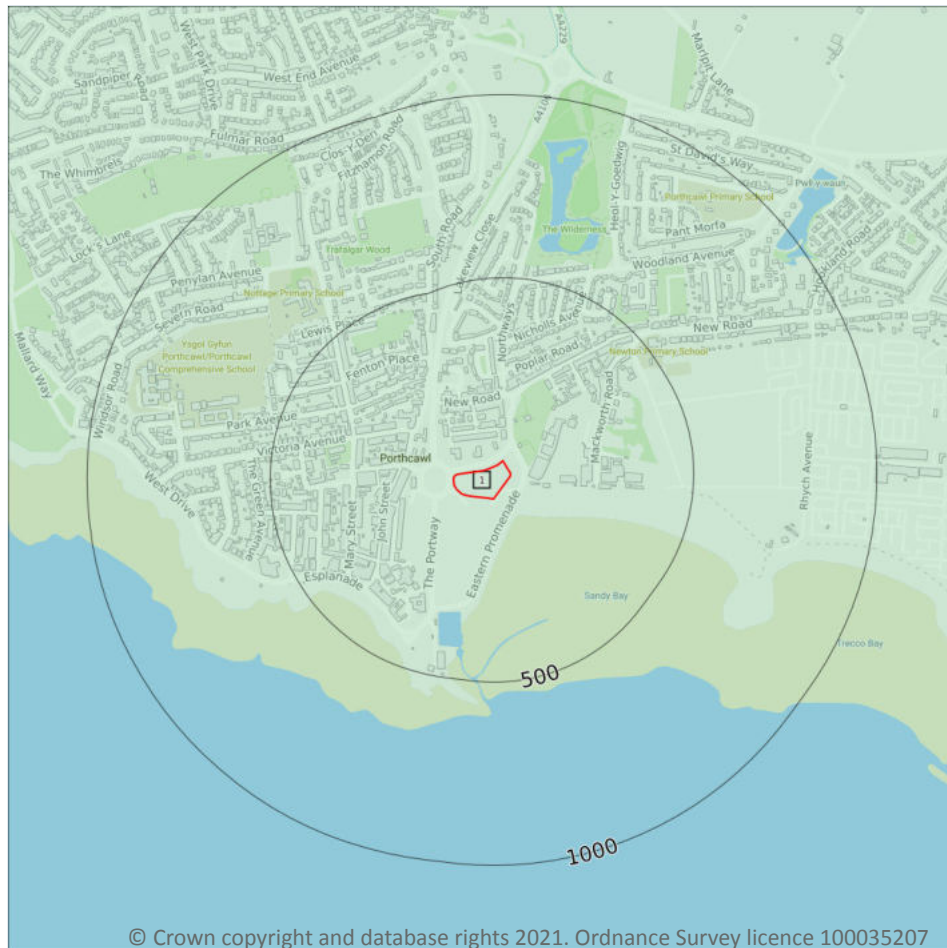 A4229
West Park Drive
West End Avenue
Marlpit Lane
Sandpiper Road
A4106
Fulmar Road
Clos-Y-Deri
Fitzhamon Road
St David's Way
The Whimbrels
Heol-Y-Goedwig
Pwll-y-waun
Porthcawl Primary School
South Road
Lakeview Close
The Wilderness
Pant Morfa
Lock's Lane
Trafalgar Wood
Woodland Avenue
Penylan Avenue
Nottage Primary School
Severn Road
Lewis Place
Northways
Nicholls Avenue
New Road
Mallard Way
Ysgol Gyfun
Porthcawl/Porthcawl
Comprehensive School
Fenton Place
Poplar Road
Newton Primary School
Windsor Road
New Road
Mackworth Road
Park Avenue
Victoria Avenue
Porthcawl
Rhych Avenue
1
West Drive
The Green Avenue
Mary Street
John Street
The Portway
Eastern Promenade
Esplanade
Sandy Bay
Trecco Bay
500
1000
© Crown copyright and database rights 2021. Ordnance Survey licence 100035207